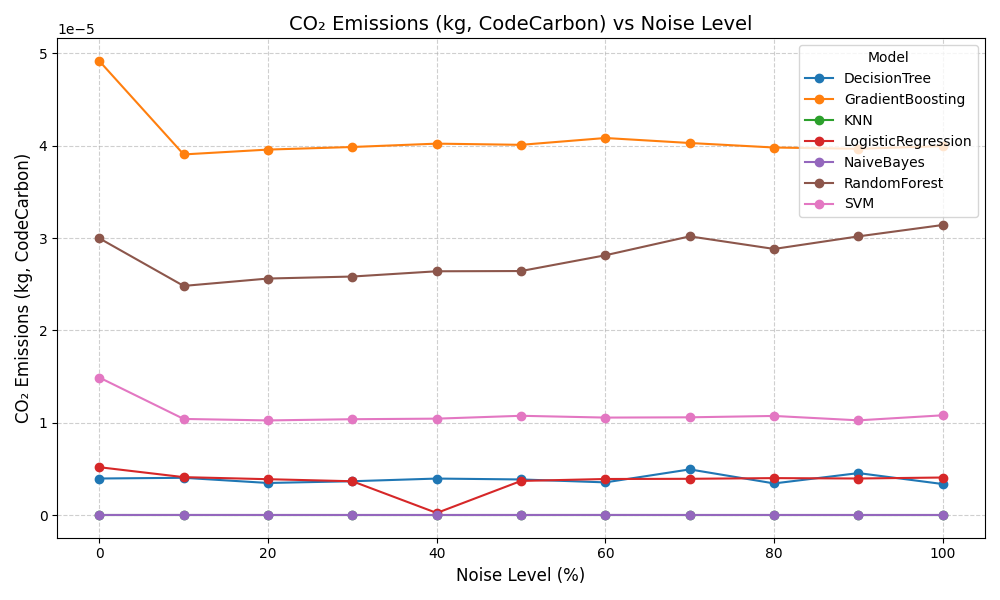 CO₂ Emissions (kg, CodeCarbon) vs Noise Level
1e−5
5
4
3
2
1
0
CO₂ Emissions (kg, CodeCarbon)
0 20 40 60 80 100
Noise Level (%)
Model
DecisionTree
GradientBoosting
KNN
LogisticRegression
NaiveBayes
RandomForest
SVM